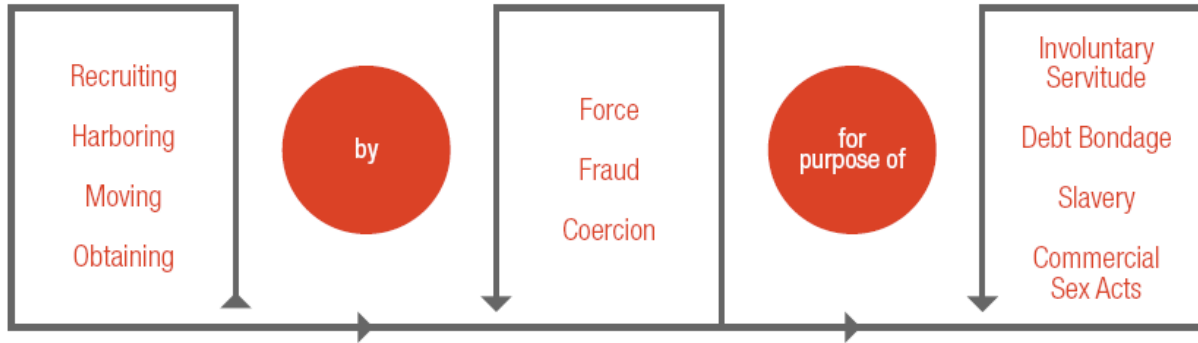 Recruiting
Harboring
Moving
Obtaining
by
Force
Fraud
Coercion
for
purpose of
Involuntary
Servitude
Debt Bondage
Slavery
Commercial
Sex Acts